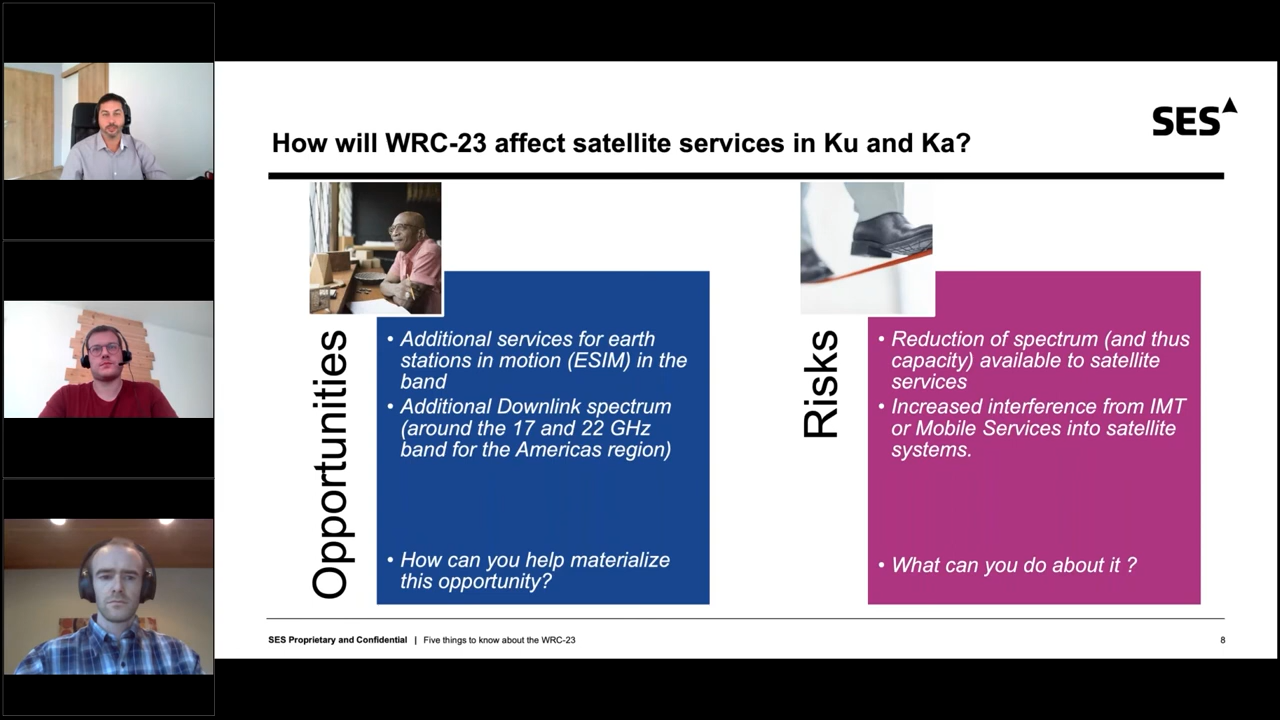 SES
How will WRC-23 affect satellite services in Ku and Ka?
Opportunities
• Additional services for earth
stations in motion (ESIM) in the
band
• Additional Downlink spectrum
(around the 17 and 22 GHz
band for the Americas region)
• How can you help materialize
this opportunity?
Risks
• Reduction of spectrum (and thus
capacity) available to satellite
services
• Increased interference from IMT
or Mobile Services into satellite
systems.
• What can you do about it ?
SES Proprietary and Confidential | Five things to know about the WRC-23
8